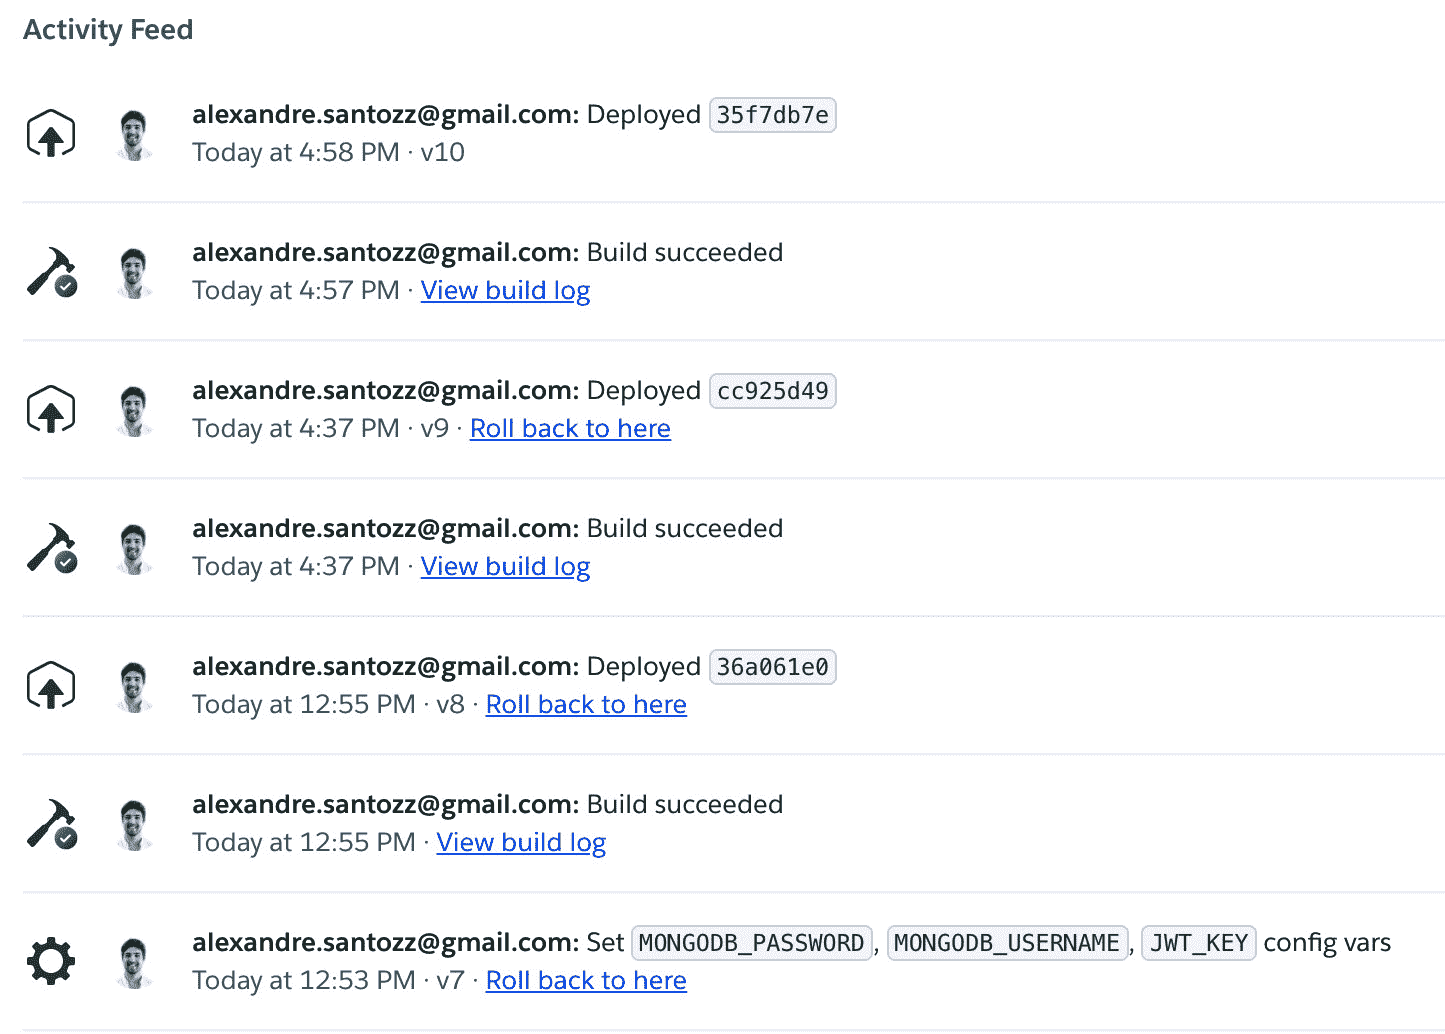 Activity Feed
alexandre.santozz@gmail.com: Deployed 35f7db7e
Today at 4:58 PM · v10
alexandre.santozz@gmail.com: Build succeeded
Today at 4:57 PM · View build log
alexandre.santozz@gmail.com: Deployed cc925d49
Today at 4:37 PM · v9 · Roll back to here
alexandre.santozz@gmail.com: Build succeeded
Today at 4:37 PM · View build log
alexandre.santozz@gmail.com: Deployed 36a061e0
Today at 12:55 PM · v8 · Roll back to here
alexandre.santozz@gmail.com: Build succeeded
Today at 12:55 PM · View build log
alexandre.santozz@gmail.com: Set MONGODB_PASSWORD, MONGODB_USERNAME, JWT_KEY config vars
Today at 12:53 PM · v7 · Roll back to here